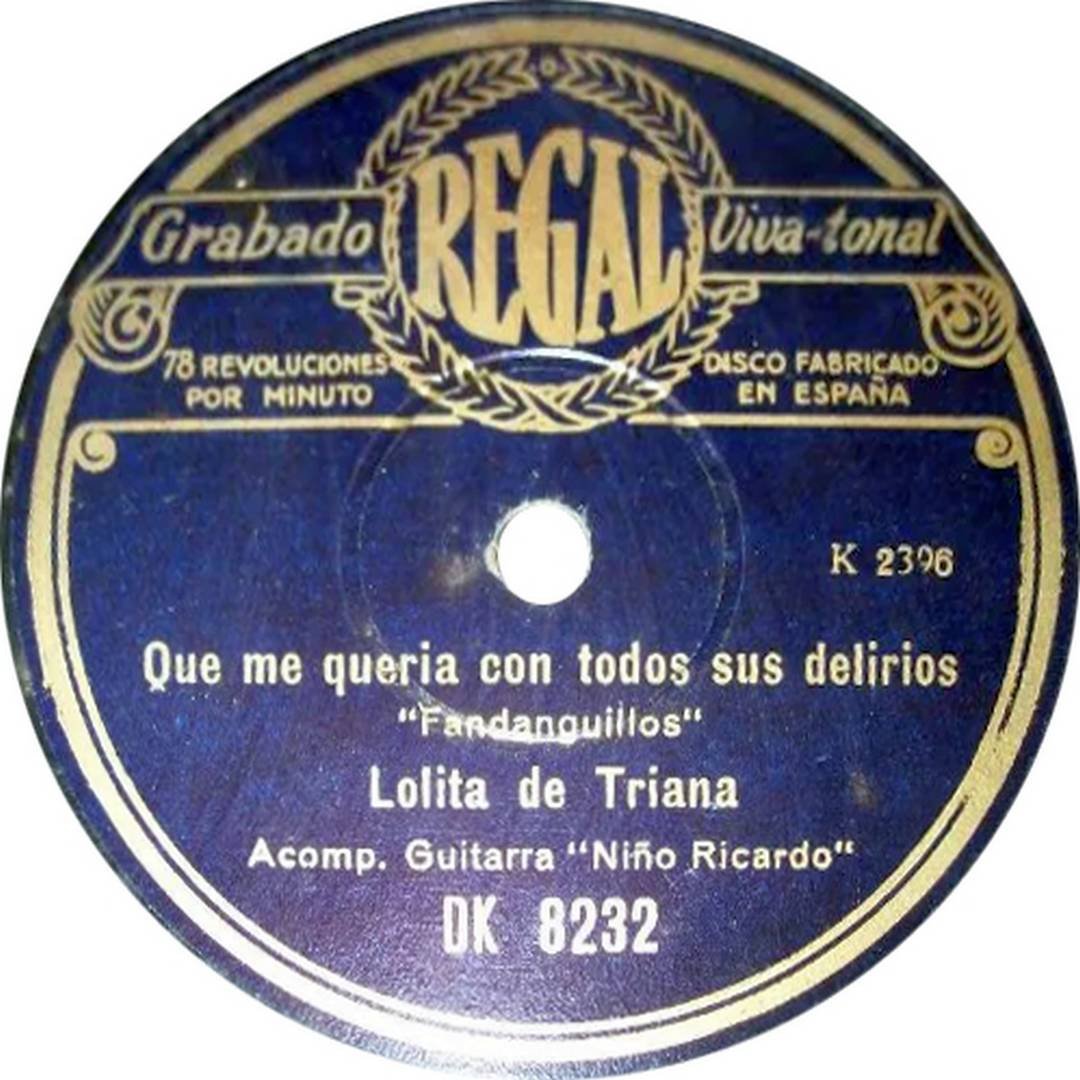 REGAL
Grabado Viva-tonal
78 REVOLUCIONES
POR MINUTO
DISCO FABRICADO
EN ESPAÑA
K 2396
Que me queria con todos sus delirios
“Fandanguillos“
Lolita de Triana
Acomp. Guitarra “Niño Ricardo“
DK 8232